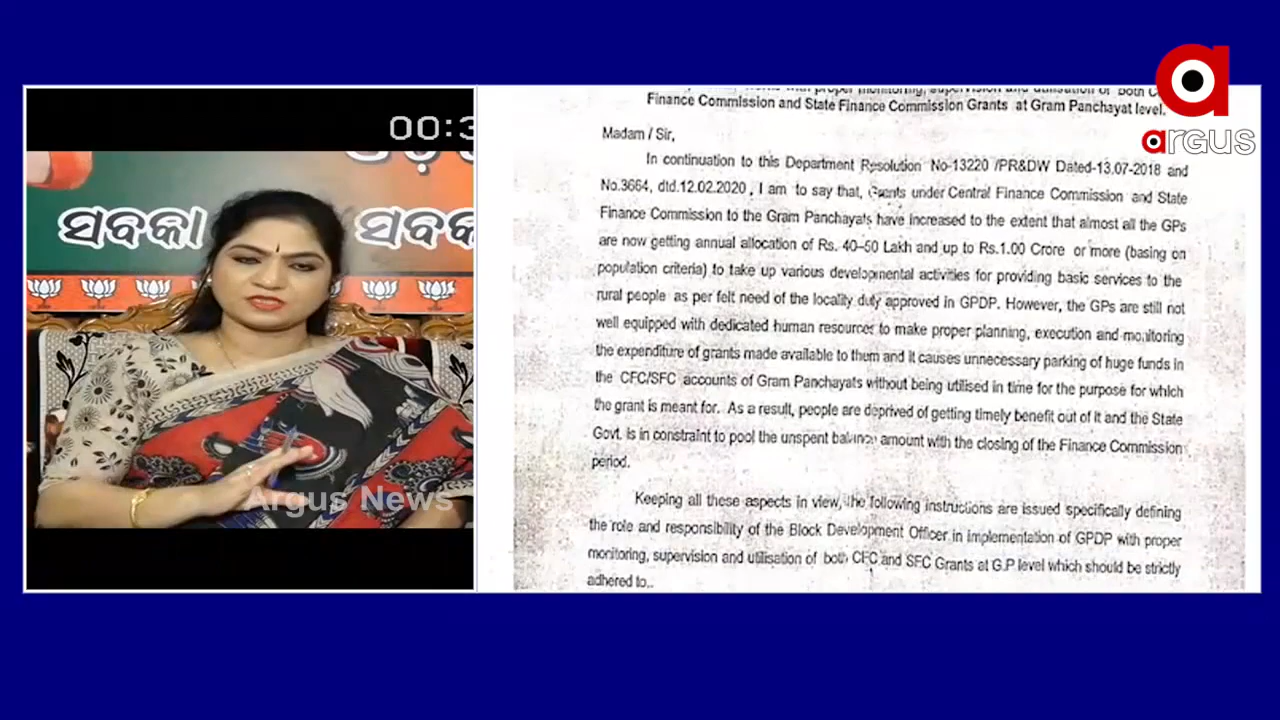 argus
00:3
ସବକା
ସବକ
Argus News
Finance Commission and State Finance Commission Grants at Gram Panchayat level.
Madam / Sir,
In continuation to this Department Resolution No-13220 /PR&DW Dated-13.07-2018 and
No.3664, dtd.12.02.2020, I am to say that, Grants under Central Finance Commission and State
Finance Commission to the Gram Panchayats have increased to the extent that almost all the GPs
are now getting annual allocation of Rs. 40–50 Lakh and up to Rs.1.00 Crore or more (basing on
population criteria) to take up various developmental activities for providing basic services to the
rural people as per felt need of the locality duly approved in GPDP. However, the GPs are still not
well equipped with dedicated human resources to make proper planning, execution and monitoring
the expenditure of grants made available to them and it causes unnecessary parking of huge funds in
the CFC/SFC accounts of Gram Panchayats without being utilised in time for the purpose for which
the grant is meant for. As a result, people are deprived of getting timely benefit out of it and the State
Govt. is in constraint to pool the unspent balance amount with the closing of the Finance Commission
period.
Keeping all these aspects in view, the following instructions are issued specifically defining
the role and responsibility of the Block Development Officer in implementation of GPDP with proper
monitoring, supervision and utilisation of both CFC and SFC Grants at G.P level which should be strictly
adhered to..